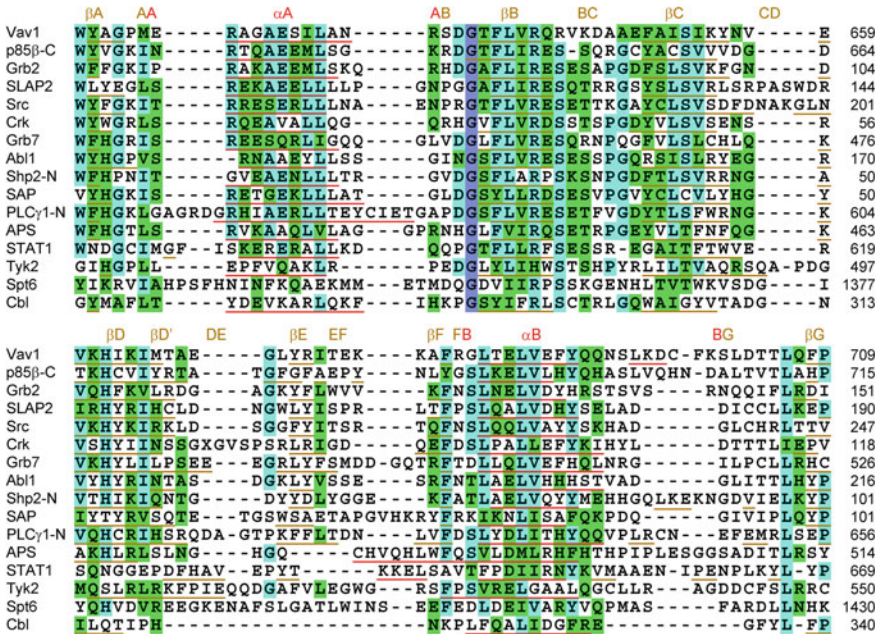 βA AA αA AB βB BC βC CD
Vav1 WYAGPME------RAGAESILAN-----RSDGTFLVRQRVKDAAEFAISIKYNV----E 659
p85β-C WYVGKIN------RTQAEEMLSG-----KRDGTFLIRES-SQRGCYACSVVVDG-----D 664
Grb2 WFFGKIP------RAKAEEMLSKQ----RHDGAFLIRESESAPGDFSLSVKFGN-----D 104
SLAP2 WLYEGLS------REKAEELLLLP----GNPGGAFLIRESQTRRGSYSLSVRLSRPASWDR 144
Src WYFGKIT------RRESERLLLNA----ENPRGTFLVRESETTKGAYCLSVSDFDNAKGLN 201
Crk WYWGRLS------RQEAVALLQG-----QRHGVFLVRDSSTSPGDYVLSVSENS------R 56
Grb7 WFHGRIS------REESQRLIGQQ----GLVDGLFLVRESQRNPQGFVLSLCHLQ-----K 476
Abl1 WYHGPVS------RNAAEYLLSS-----GINGSFLVRESESSPGQRSISLRYEG------R 170
Shp2-N WFHPNIT------GVEAENLLLTR----GVDGSFLARPSKSNPGDFTLSVRRNG------A 50
SAP VYHGKIS------RETGEKLLLAT----GLDGSYLLRDSESVPGVYCLCVLYHG------Y 50
PLCγ1-N WFHGKLGAGRDGRHIAERLLTEYCIETGAPDGSFLVRESETFVGDYTLSFWRNG-----K 604
APS WFHGTLS------RVKAAQLVLAG----GPRNHGLFVIRQSETRPGEYVLTFNFQG-----K 463
STAT1 WNDGCIMGF--ISKERERALLKD-----QQPGTFLLRFSESSR-EGAITFTWVE------R 619
Tyk2 GIHGPLL------EPFVQAKLR------PEDGLYLIHWSTSHPYRLILTVAQRSQA-PDG 497
Spt6 YIKRVIAHPSFHNINFKQAEKMM----ETMDQGDVIIRPSSKGENHLTVTWKVSDG----I 1377
Cbl GYMAFLT------YDEVKARLQKF----IHKPGSYIFRLSCTRLGQWAIGYVTADG----N 313
βD βD' DE βE EF βF FB αB BG βG
Vav1 VKHIKIMTAE-----GLYRITEK-----KAFRGLTELVEFYQQNSLKDC-FKSLDTTLQFP 709
p85β-C TKHCVIYRTA-----TGFGFAEPY----NLYGSLKELVLHYQHASLVQHN-DALTVTLAHP 715
Grb2 VQHFKVLRDG-----AGKYFLWVV----KFNSLNELVDYHRSTSVS-----RNQQIFLRDI 151
SLAP2 IRHYRIHCLD-----NGWLYISPR----LTFPSLQALVDHYSELAD-----DICCLLKEP 190
Src VKHYKIRKLD-----NGGFYITSR----TQFNSLQQLVAYYSKHAD-----GLCHRLTTV 247
Crk VSHYIINSSGXGVSPSRLRIGD------QEFDSLPALLEFYKIHYL-----DTTTLIEPV 118
Grb7 VKHYLILPSEE----EGRLYFSMDDGQTRFTDLLQLVEFHQLNRG------ILPCLLRHC 526
Abl1 VYHYRINTAS-----DGKLYVSSE----SRFNTLAELVHHHSTVAD-----GLITTLHYP 216
Shp2-N VTHIKIQNTG-----DYYDLYGGE----KFATLAELVQYYMEHHGQLKEKNGDVIELKYP 101
SAP IYTYRVSQTE-----TGSWSAETAPGVHKRYFRKIKNLISAFQKPDQ----GIVIPLQYP 101
PLCγ1-N VQHCRIHSRQDA-GTPKFFLTDN-----LVFDSLYDLITHYQQVPLRCN-EFEMRLSEP 656
APS AKHLRLSLNG-----HGQ------CHVQHLWFQSVLDMLRHFHTHPIPLESGGSADITLRSY 514
STAT1 SQNGGEPDFHAV---EPYT-----KKELSAVTFPDIIRNYKVMAAENIPENPLKYL-YP 669
Tyk2 MQSLRLRKFPIEQQDGAFVLEGWG----RSFPSVRELGAALQGCLLR----AGDDCFSLRRC 550
Spt6 YQHVDVREEGKENAFSLGATLWINS--EEFEDLDEIVARYVQPMAS-----FARDLLNHK 1430
Cbl ILQTIPH--------------------NKPLFQALIDGFRE---------GFYL-FP 340